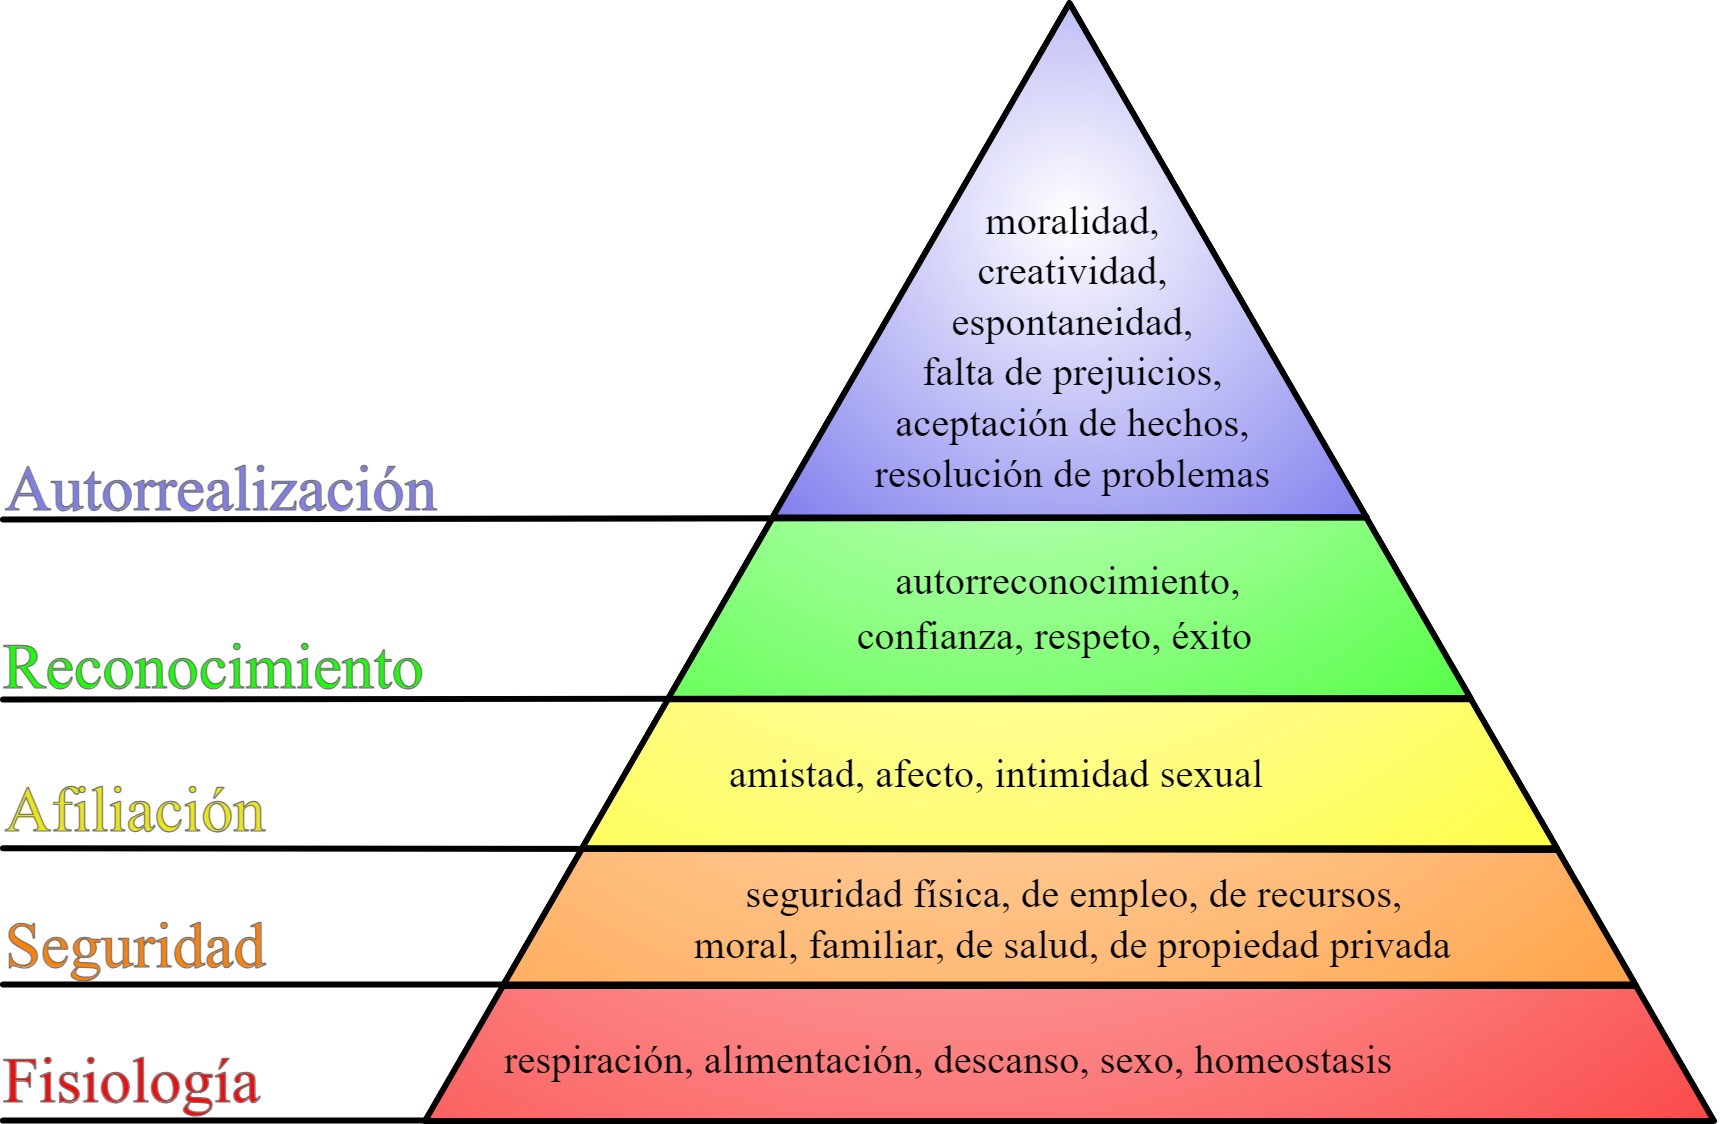 moralidad,
creatividad,
espontaneidad,
falta de prejuicios,
aceptación de hechos,
resolución de problemas
Autorrealización
autorreconocimiento,
confianza, respeto, éxito
Reconocimiento
amistad, afecto, intimidad sexual
Afiliación
seguridad física, de empleo, de recursos,
moral, familiar, de salud, de propiedad privada
Seguridad
respiración, alimentación, descanso, sexo, homeostasis
Fisiología